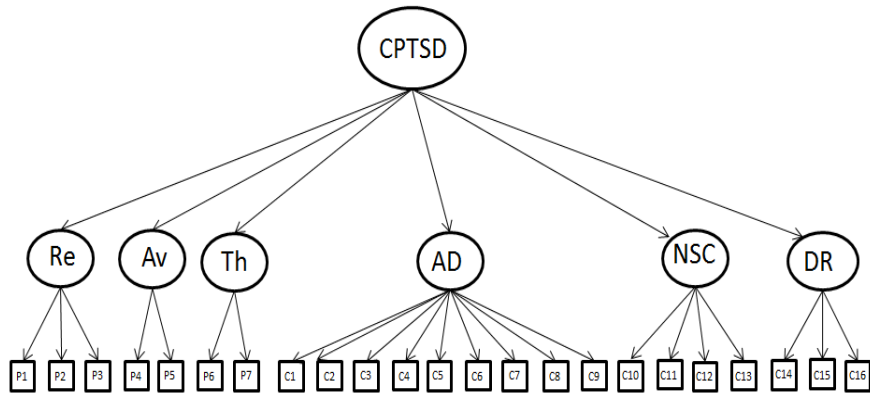 CPTSD
Re Av Th AD NSC DR
P1 P2 P3 P4 P5 P6 P7 C1 C2 C3 C4 C5 C6 C7 C8 C9 C10 C11 C12 C13 C14 C15 C16